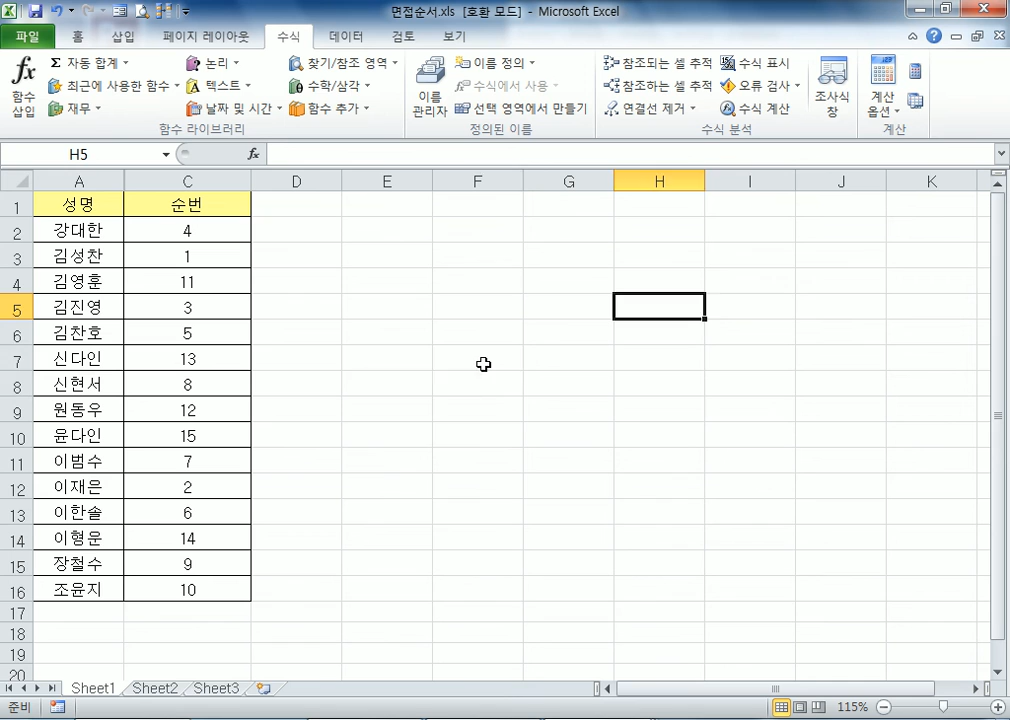 면접순서.xls [호환 모드] - Microsoft Excel
파일 홈 삽입 페이지 레이아웃 수식 데이터 검토 보기
fx 함수 삽입
Σ 자동 합계
최근에 사용한 함수
재무
논리
텍스트
날짜 및 시간
찾기/참조 영역
수학/삼각
함수 추가
함수 라이브러리
이름 관리자
이름 정의
수식에서 사용
선택 영역에서 만들기
정의된 이름
참조되는 셀 추적
참조하는 셀 추적
연결선 제거
수식 표시
오류 검사
수식 계산
수식 분석
조사식 창
계산 옵션
계산
H5 fx
A C D E F G H I J K
1 성명 순번
2 강대한 4
3 김성찬 1
4 김영훈 11
5 김진영 3
6 김찬호 5
7 신다인 13
8 신현서 8
9 원동우 12
10 윤다인 15
11 이범수 7
12 이재은 2
13 이한솔 6
14 이형운 14
15 장철수 9
16 조윤지 10
17
18
19
20
Sheet1 Sheet2 Sheet3
준비 115%